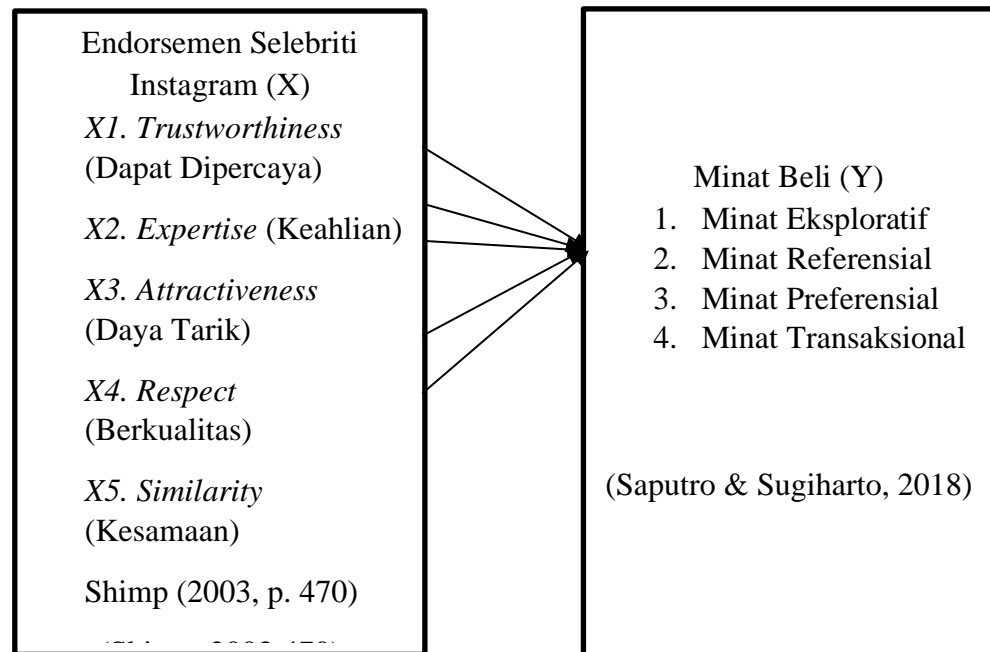 Endorsemen Selebriti
Instagram (X)
X1. Trustworthiness
(Dapat Dipercaya)
X2. Expertise (Keahlian)
X3. Attractiveness
(Daya Tarik)
X4. Respect
(Berkualitas)
X5. Similarity
(Kesamaan)
Shimp (2003, p. 470)
Minat Beli (Y)
1. Minat Eksploratif
2. Minat Referensial
3. Minat Preferensial
4. Minat Transaksional
(Saputro & Sugiharto, 2018)